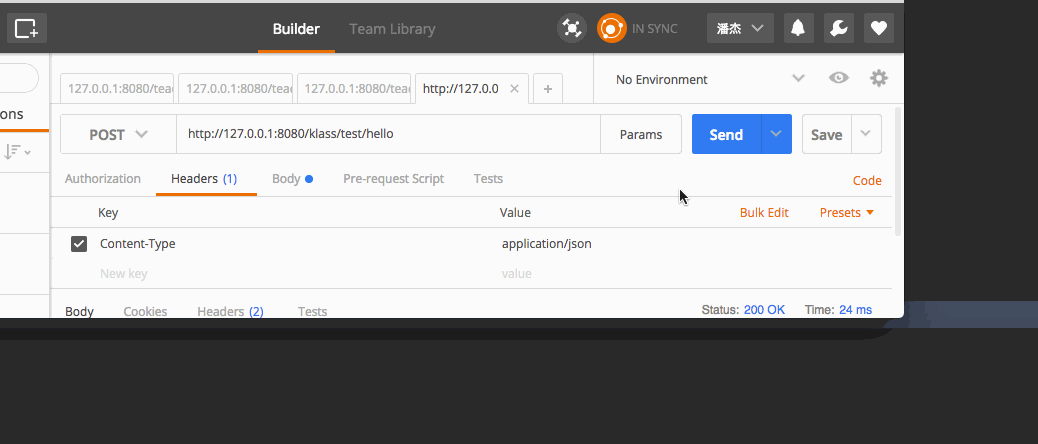 Builder Team Library IN SYNC 潘杰
127.0.0.1:8080/tead 127.0.0.1:8080/tead 127.0.0.1:8080/tead http://127.0.0 × + No Environment
ons
POST http://127.0.0.1:8080/klass/test/hello Params Send Save
Authorization Headers (1) Body Pre-request Script Tests Code
Key Value Bulk Edit Presets
Content-Type application/json
New key value
Body Cookies Headers (2) Tests Status: 200 OK Time: 24 ms